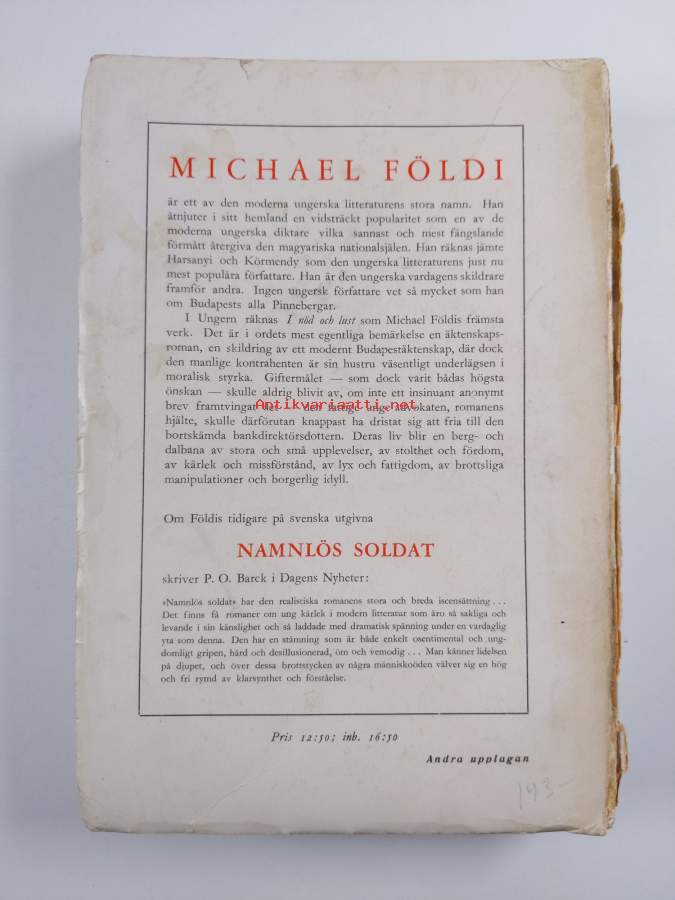 MICHAEL FÖLDI
är ett av den moderna ungerska litteraturens stora namn. Han
åtnjuter i sitt hemland en vidsträckt popularitet som en av de
moderna ungerska diktare vilka sannast och mest fängslande
förmått återgiva den magyariska nationalsjälen. Han räknas jämte
Harsanyi och Körmendy som den ungerska litteraturens just nu
mest populära författare. Han är den ungerska vardagens skildrare
framför andra. Ingen ungersk författare vet så mycket som han
om Budapests alla Pinnebergar.
I Ungern räknas I nöd och lust som Michael Földis främsta
verk. Det är i ordets mest egentliga bemärkelse en äktenskaps-
roman, en skildring av ett modernt Budapestäktenskap, där dock
den manlige kontrahenten är sin hustru väsentligt underlägsen i
moralisk styrka. Giftermålet — som dock varit bådas högsta
önskan — skulle aldrig blivit av, om inte ett insinuant anonymt
brev framtvingat det — den fattige unge advokaten, romanens
Antikvariaatti.net
hjälte, skulle därförutan knappast ha dristat sig att fria till den
bortskämda bankdirektörsdottern. Deras liv blir en berg- och
dalbana av stora och små upplevelser, av stolthet och fördom,
av kärlek och missförstånd, av lyx och fattigdom, av brottsliga
manipulationer och borgerlig idyll.
Om Földis tidigare på svenska utgivna
NAMNLÖS SOLDAT
skriver P. O. Barck i Dagens Nyheter:
»Namnlös soldat» har den realistiska romanens stora och breda iscensättning...
Det finns få romaner om ung kärlek i modern litteratur som äro så sakliga och
levande i sin känslighet och så laddade med dramatisk spänning under en vardaglig
yta som denna. Den har en stämning som är både enkelt osentimental och ung-
domligt gripen, hård och desillusionerad, öm och vemodig... Man känner lidelsen
på djupet, och över dessa brottstycken av några människoöden välver sig en hög
och fri rymd av klarsynthet och förståelse.
Pris 12:50; inb. 16:50
Andra upplagan
143-